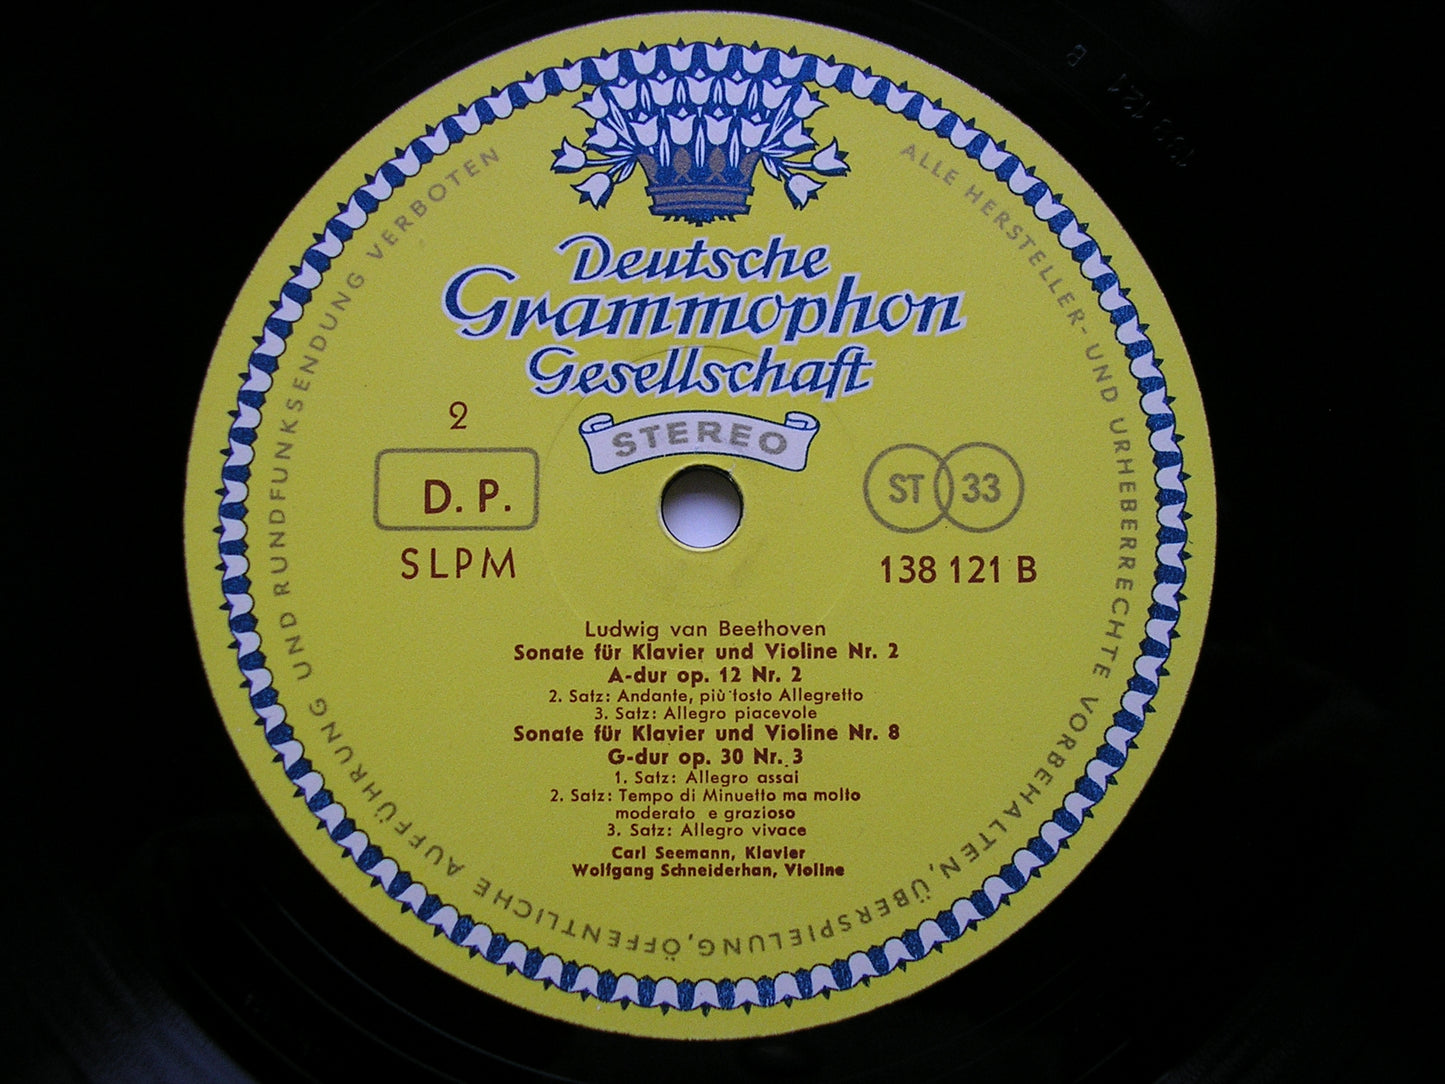 Deutsche
Grammophon
Gesellschaft
STEREO
2
D. P.
SLPM
ST 33
138 121 B
Ludwig van Beethoven
Sonate für Klavier und Violine Nr. 2
A-dur op. 12 Nr. 2
2. Satz: Andante, più tosto Allegretto
3. Satz: Allegro piacevole
Sonate für Klavier und Violine Nr. 8
G-dur op. 30 Nr. 3
1. Satz: Allegro assai
2. Satz: Tempo di Minuetto ma molto
moderato e grazioso
3. Satz: Allegro vivace
Carl Seemann, Klavier
Wolfgang Schneiderhan, Violine
ALLE HERSTELLER- UND URHEBERRECHTE VORBEHALTEN, ÜBERSPIELUNG, ÖFFENTLICHE AUFFÜHRUNG UND RUNDFUNKSENDUNG VERBOTEN
138 121 B